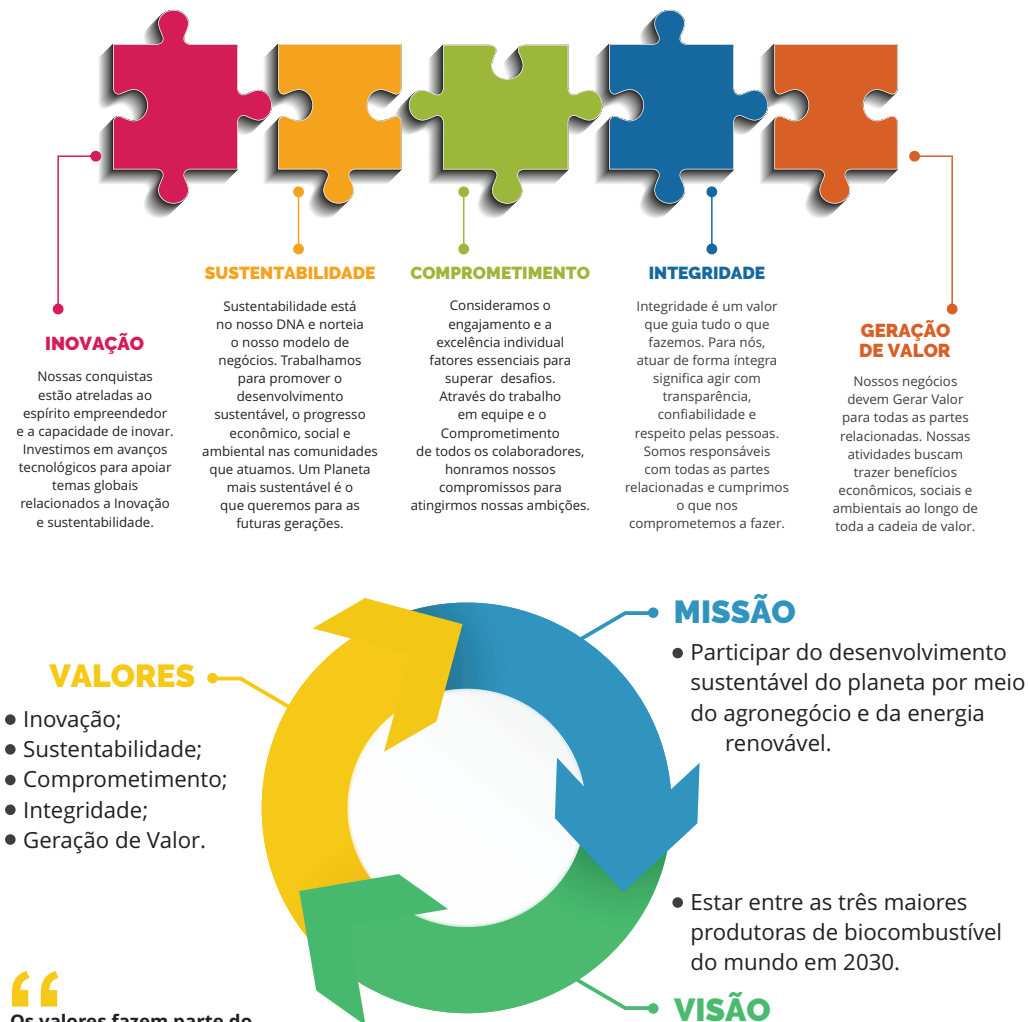 INOVAÇÃO
Nossas conquistas
estão atreladas ao
espírito empreendedor
e a capacidade de inovar.
Investimos em avanços
tecnológicos para apoiar
temas globais
relacionados a Inovação
e sustentabilidade.
SUSTENTABILIDADE
Sustentabilidade está
no nosso DNA e norteia
o nosso modelo de
negócios. Trabalhamos
para promover o
desenvolvimento
sustentável, o progresso
econômico, social e
ambiental nas comunidades
que atuamos. Um Planeta
mais sustentável é o
que queremos para as
futuras gerações.
COMPROMETIMENTO
Consideramos o
engajamento e a
excelência individual
fatores essenciais para
superar desafios.
Através do trabalho
em equipe e o
Comprometimento
de todos os colaboradores,
honramos nossos
compromissos para
atingirmos nossas ambições.
INTEGRIDADE
Integridade é um valor
que guia tudo o que
fazemos. Para nós,
atuar de forma íntegra
significa agir com
transparência,
confiabilidade e
respeito pelas pessoas.
Somos responsáveis
com todas as partes
relacionadas e cumprimos
o que nos
comprometemos a fazer.
GERAÇÃO
DE VALOR
Nossos negócios
devem Gerar Valor
para todas as partes
relacionadas. Nossas
atividades buscam
trazer benefícios
econômicos, sociais e
ambientais ao longo de
toda a cadeia de valor.
VALORES
• Inovação;
• Sustentabilidade;
• Comprometimento;
• Integridade;
• Geração de Valor.
MISSÃO
• Participar do desenvolvimento
sustentável do planeta por meio
do agronegócio e da energia
renovável.
• Estar entre as três maiores
produtoras de biocombustível
do mundo em 2030.
VISÃO
“
Os valores fazem parte do